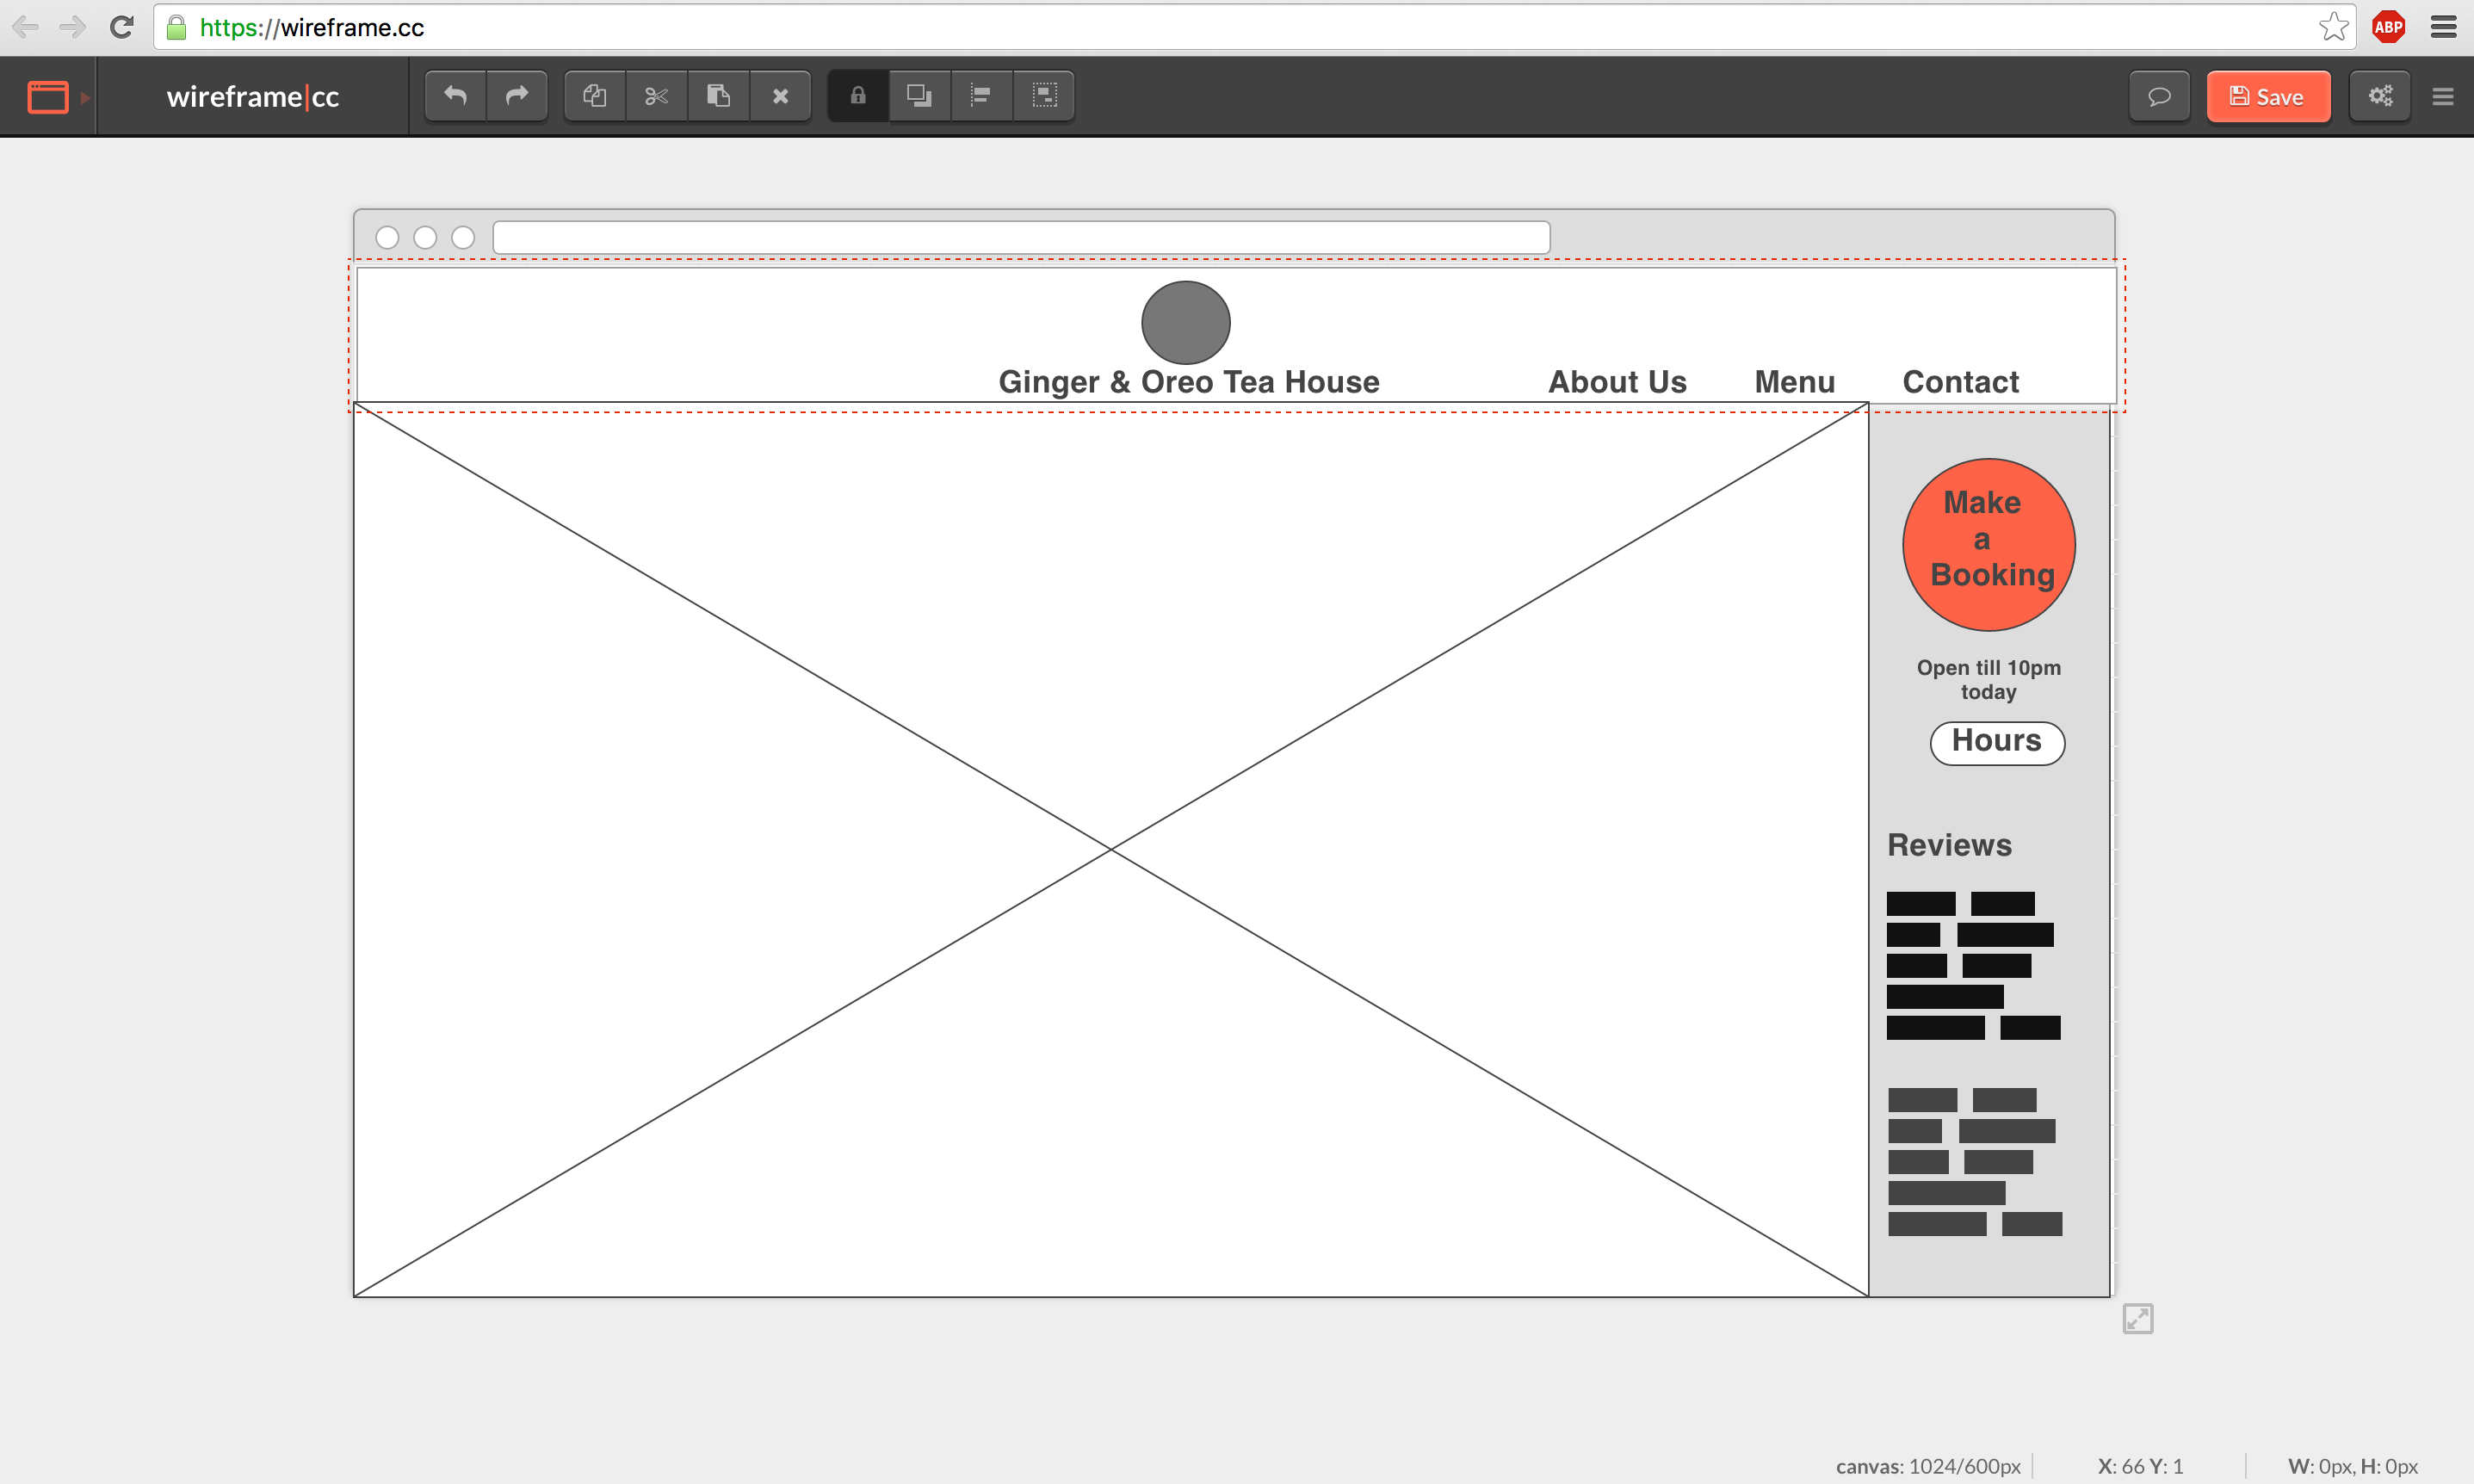 https://wireframe.cc
ABP
wireframe|cc
Save
Ginger & Oreo Tea House
About Us
Menu
Contact
Make
a
Booking
Open till 10pm
today
Hours
Reviews
canvas: 1024/600px
X: 66 Y: 1
W: 0px, H: 0px